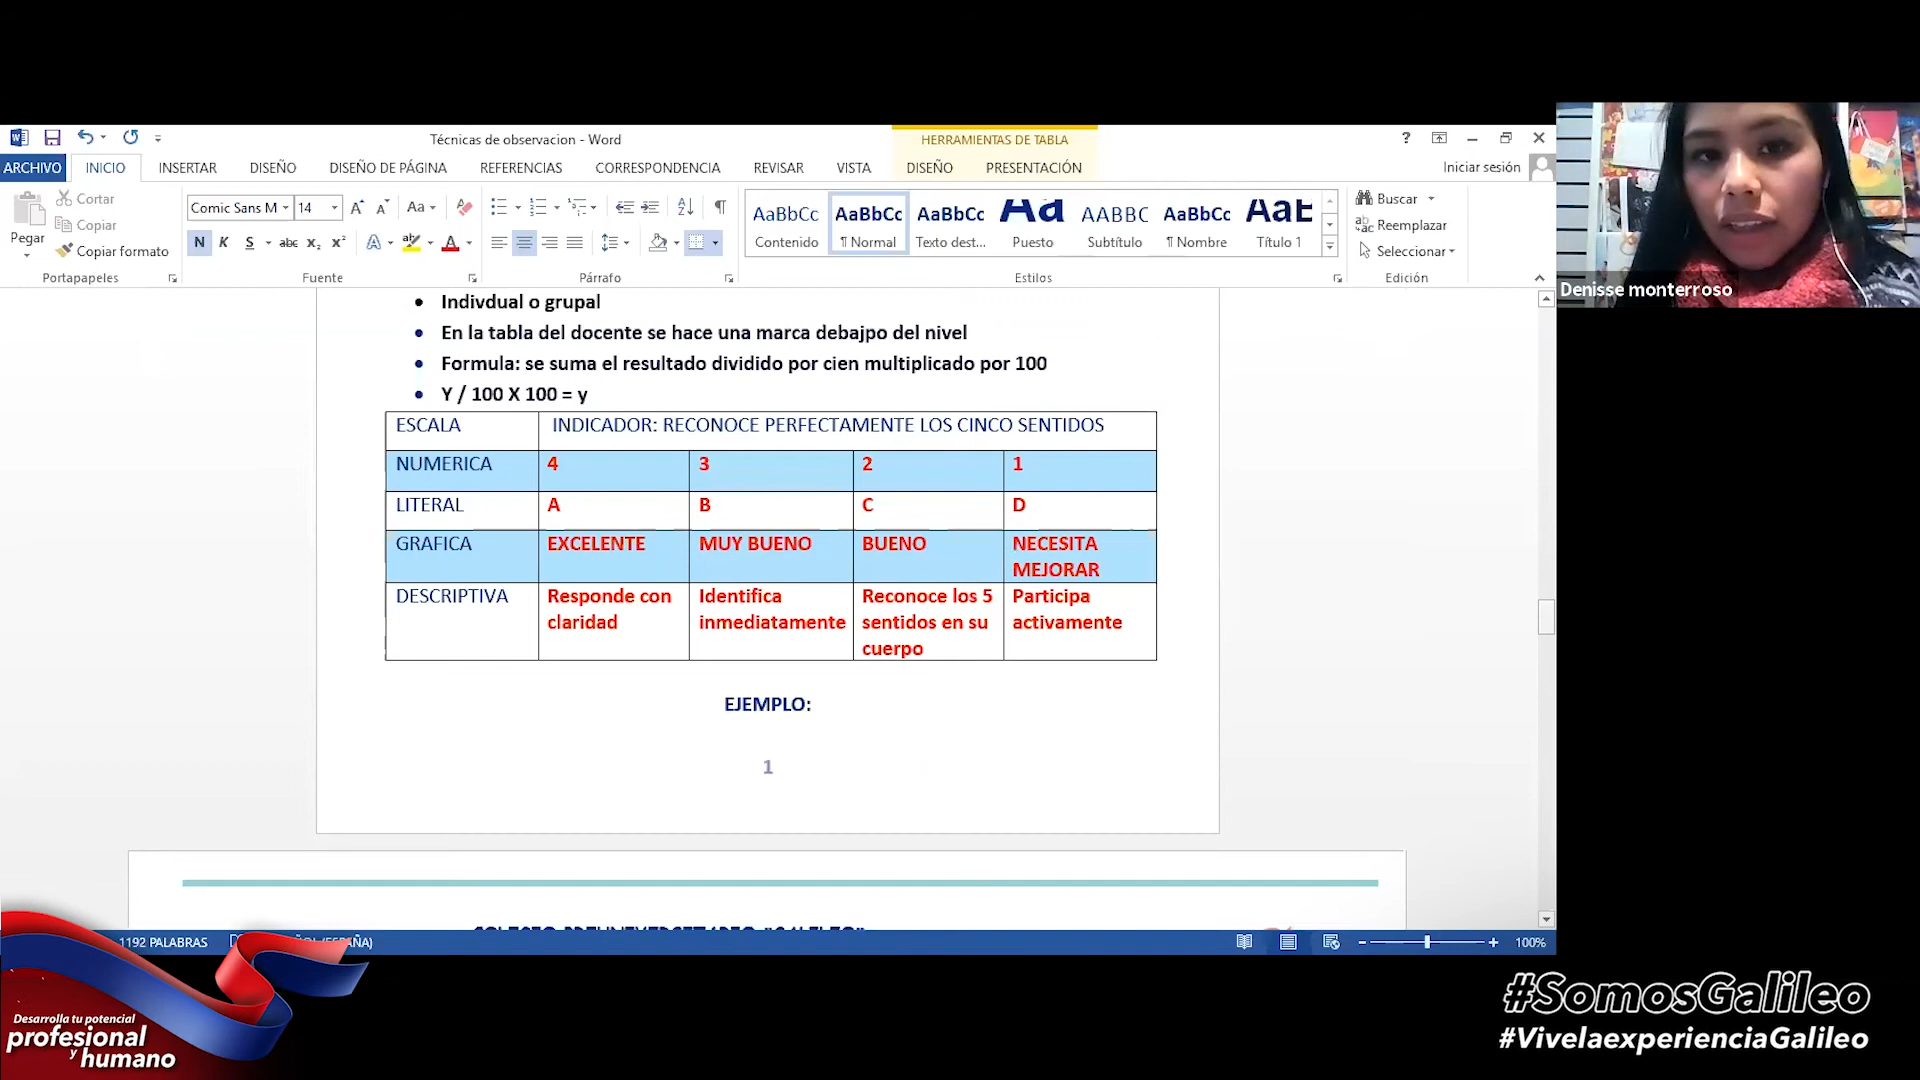 Técnicas de observacion - Word
HERRAMIENTAS DE TABLA
?
ARCHIVO INICIO INSERTAR DISEÑO DISEÑO DE PÁGINA REFERENCIAS CORRESPONDENCIA REVISAR VISTA DISEÑO PRESENTACIÓN Iniciar sesión
Pegar
Cortar
Copiar
Copiar formato
Portapapeles
Comic Sans M 14 Aa
N K S abc x₂ x² A A
Fuente
Párrafo
AaBbCc AaBbCc AaBbCc Aa AABBC AaBbCc AaE
Contenido ¶ Normal Texto dest... Puesto Subtítulo ¶ Nombre Título 1
Estilos
Buscar
Reemplazar
Seleccionar
Edición
Denisse monterroso
• Indivdual o grupal
• En la tabla del docente se hace una marca debajpo del nivel
• Formula: se suma el resultado dividido por cien multiplicado por 100
• Y / 100 X 100 = y
ESCALA INDICADOR: RECONOCE PERFECTAMENTE LOS CINCO SENTIDOS
NUMERICA 4 3 2 1
LITERAL A B C D
GRAFICA EXCELENTE MUY BUENO BUENO NECESITA
MEJORAR
DESCRIPTIVA Responde con Identifica Reconoce los 5 Participa
claridad inmediatamente sentidos en su activamente
cuerpo
EJEMPLO:
1
1192 PALABRAS
100%
Desarrolla tu potencial
profesional
y humano
#SomosGalileo
#VivelaexperienciaGalileo